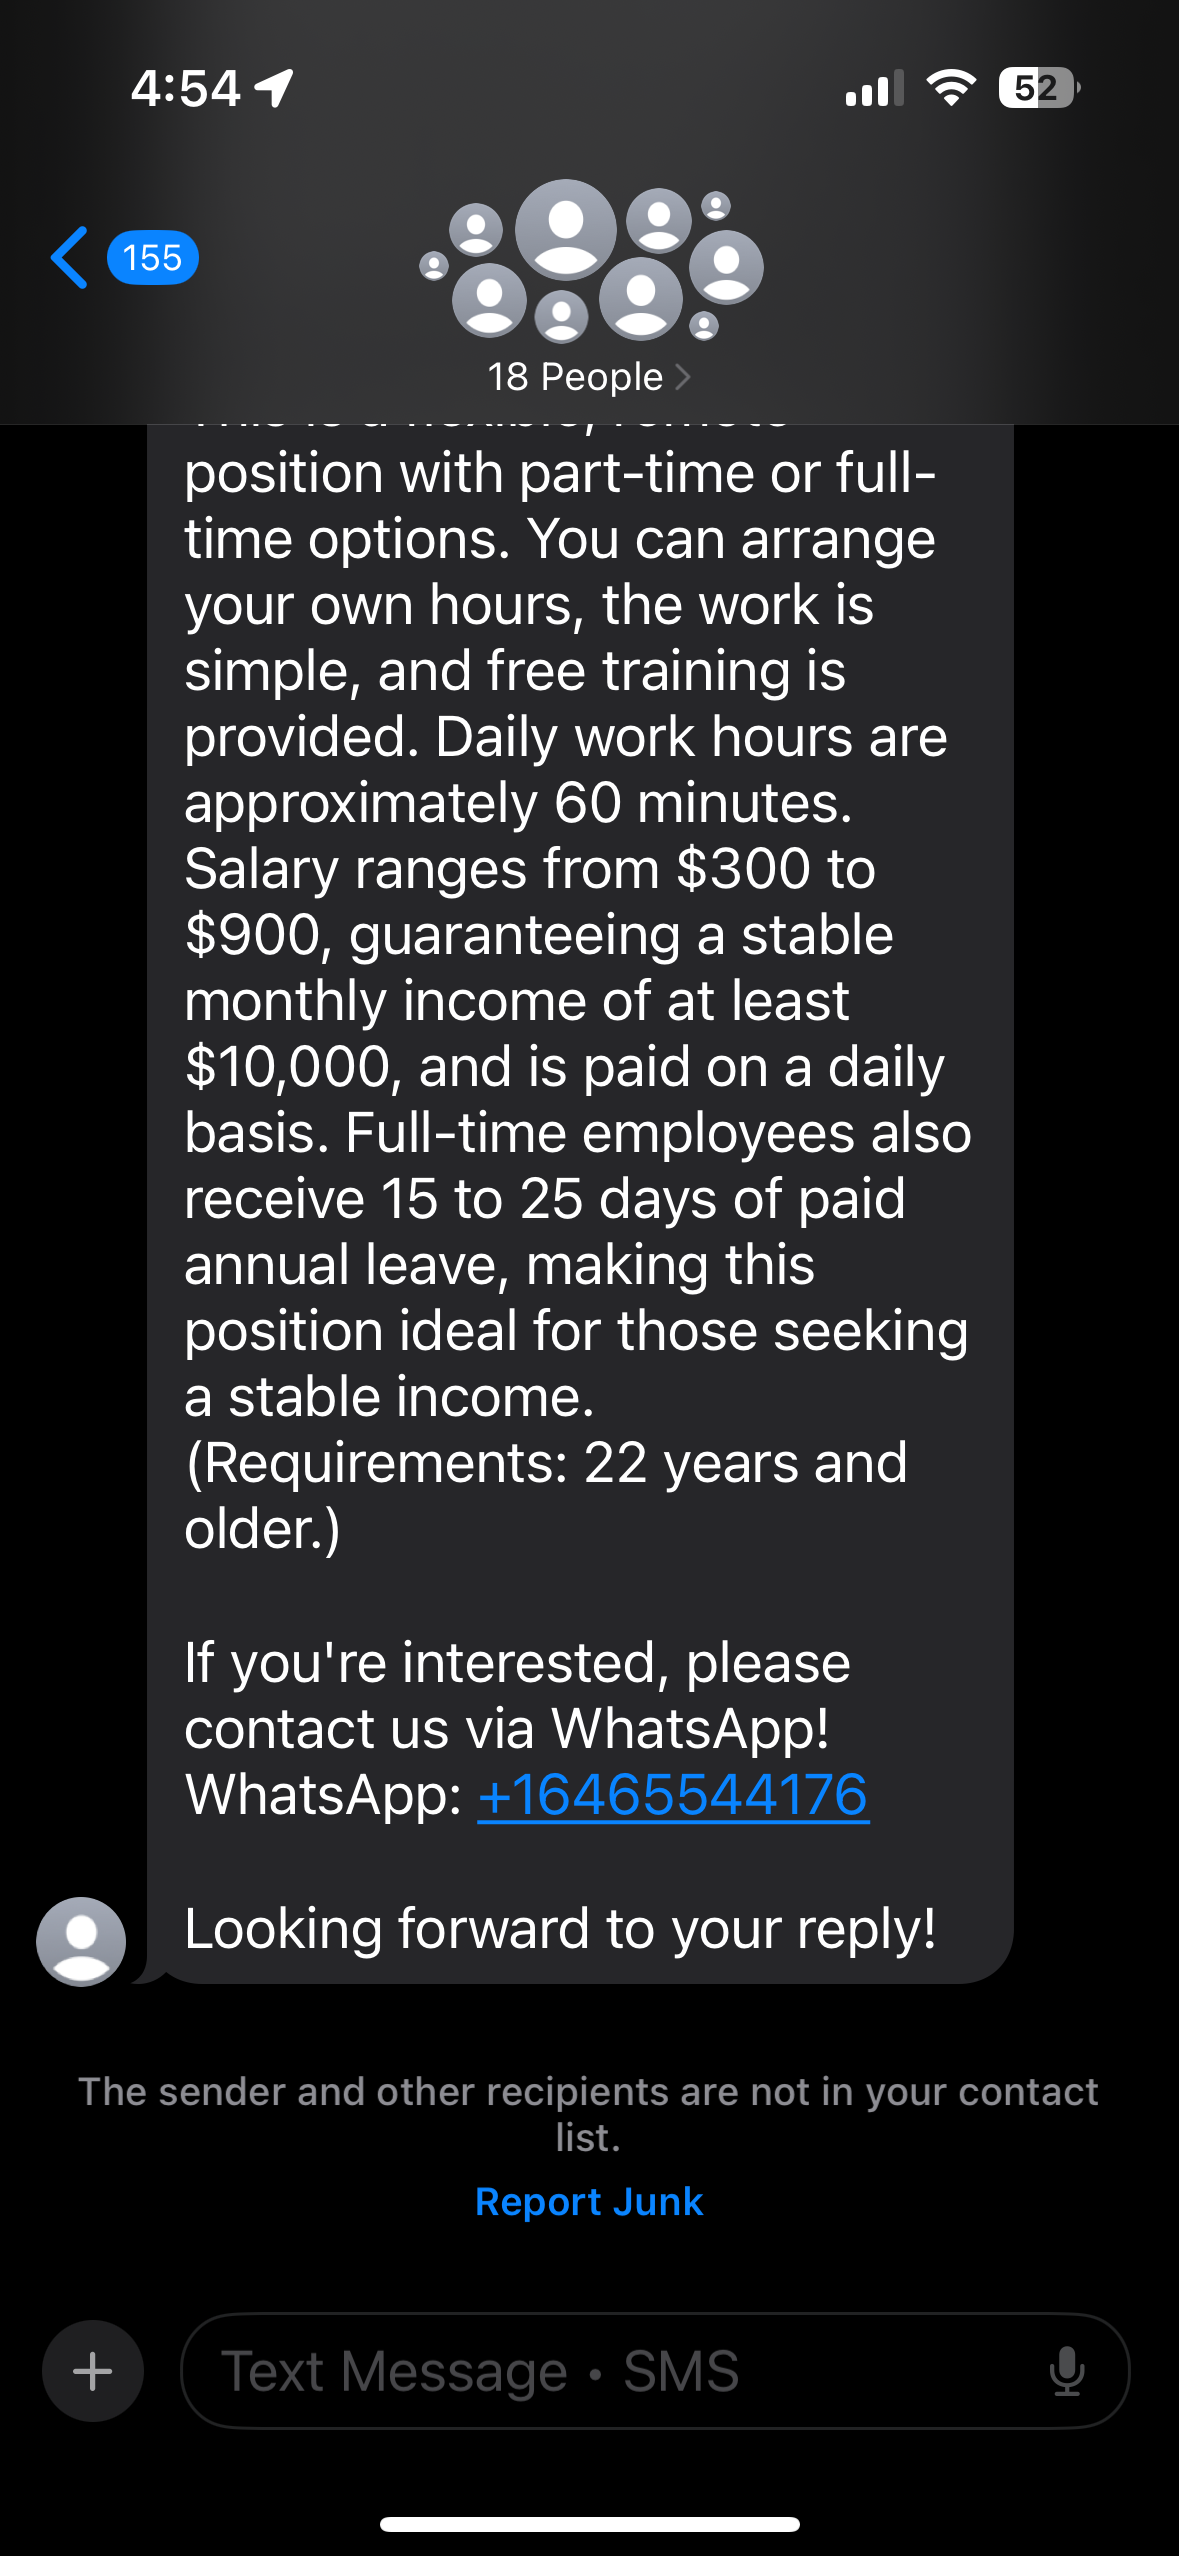 4:54
52
155
18 People
This is a flexible, remote
position with part-time or full-
time options. You can arrange
your own hours, the work is
simple, and free training is
provided. Daily work hours are
approximately 60 minutes.
Salary ranges from $300 to
$900, guaranteeing a stable
monthly income of at least
$10,000, and is paid on a daily
basis. Full-time employees also
receive 15 to 25 days of paid
annual leave, making this
position ideal for those seeking
a stable income.
(Requirements: 22 years and
older.)
If you're interested, please
contact us via WhatsApp!
WhatsApp: +16465544176
Looking forward to your reply!
The sender and other recipients are not in your contact
list.
Report Junk
Text Message • SMS